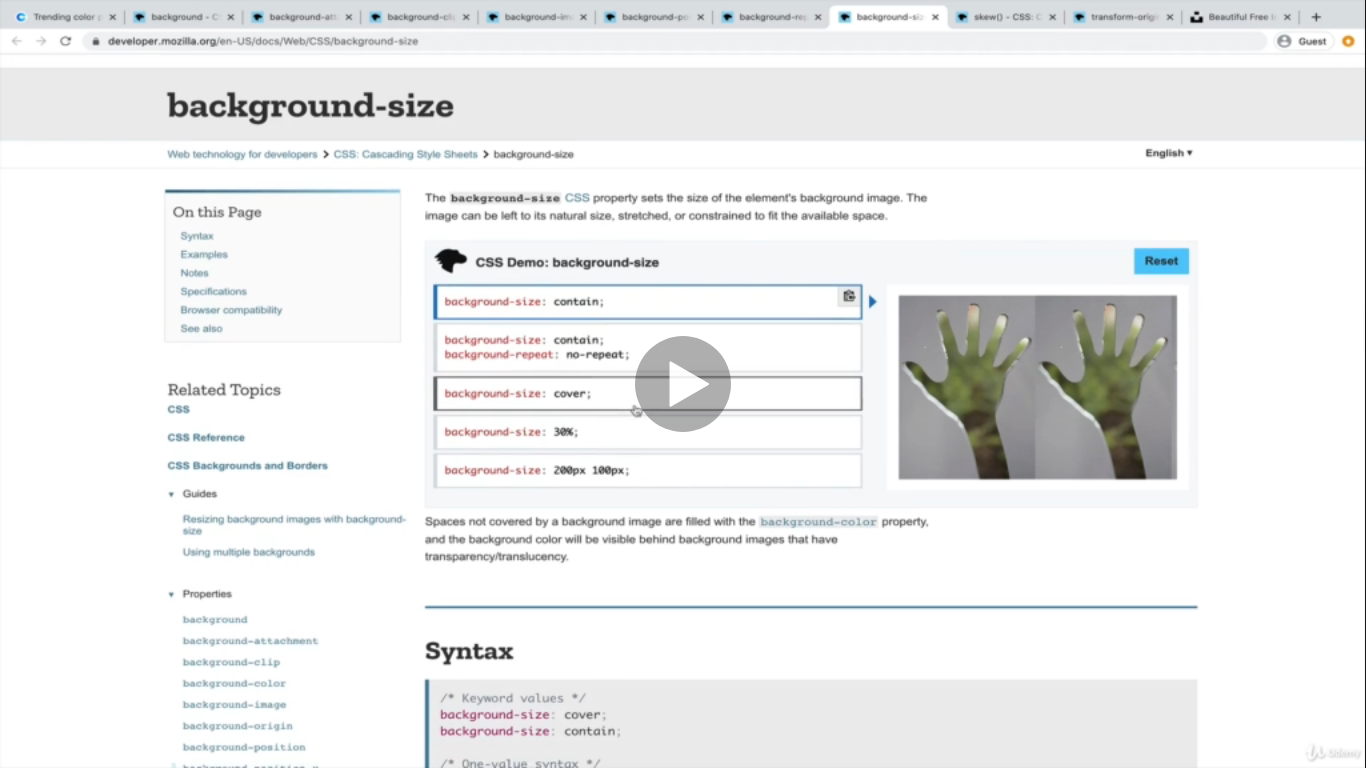 Trending color p
background - C
background-att
background-cli
background-im
background-po
background-rep
background-siz
skew() - CSS: C
transform-origi
Beautiful Free I
developer.mozilla.org/en-US/docs/Web/CSS/background-size
Guest
background-size
Web technology for developers > CSS: Cascading Style Sheets > background-size
English ▾
On this Page
Syntax
Examples
Notes
Specifications
Browser compatibility
See also
Related Topics
CSS
CSS Reference
CSS Backgrounds and Borders
Guides
Resizing background images with background-
size
Using multiple backgrounds
Properties
background
background-attachment
background-clip
background-color
background-image
background-origin
background-position
The background-size CSS property sets the size of the element's background image. The
image can be left to its natural size, stretched, or constrained to fit the available space.
CSS Demo: background-size
Reset
background-size: contain;
background-size: contain;
background-repeat: no-repeat;
background-size: cover;
background-size: 30%;
background-size: 200px 100px;
Spaces not covered by a background image are filled with the background-color property,
and the background color will be visible behind background images that have
transparency/translucency.
Syntax
/* Keyword values */
background-size: cover;
background-size: contain;
/* One-value syntax */
Udemy